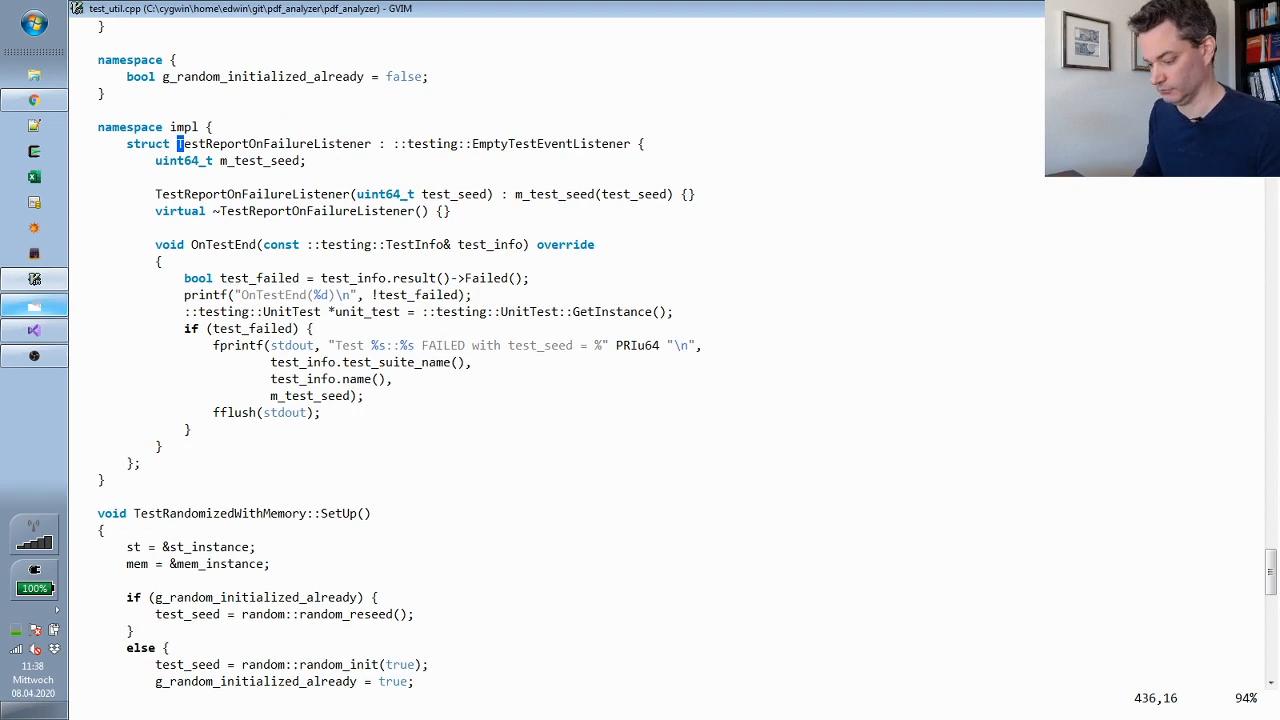 test_util.cpp (C:\cygwin\home\edwin\git\pdf_analyzer\pdf_analyzer) - GVIM
}
namespace {
bool g_random_initialized_already = false;
}
namespace impl {
struct TestReportOnFailureListener : ::testing::EmptyTestEventListener {
uint64_t m_test_seed;
TestReportOnFailureListener(uint64_t test_seed) : m_test_seed(test_seed) {}
virtual ~TestReportOnFailureListener() {}
void OnTestEnd(const ::testing::TestInfo& test_info) override
{
bool test_failed = test_info.result()->Failed();
printf("OnTestEnd(%d)\n", !test_failed);
::testing::UnitTest *unit_test = ::testing::UnitTest::GetInstance();
if (test_failed) {
fprintf(stdout, "Test %s::%s FAILED with test_seed = %" PRIu64 "\n",
test_info.test_suite_name(),
test_info.name(),
m_test_seed);
fflush(stdout);
}
}
};
}
void TestRandomizedWithMemory::SetUp()
{
st = &st_instance;
mem = &mem_instance;
if (g_random_initialized_already) {
test_seed = random::random_reseed();
}
else {
test_seed = random::random_init(true);
g_random_initialized_already = true;
436,16 94%
100%
11:38
Mittwoch
08.04.2020